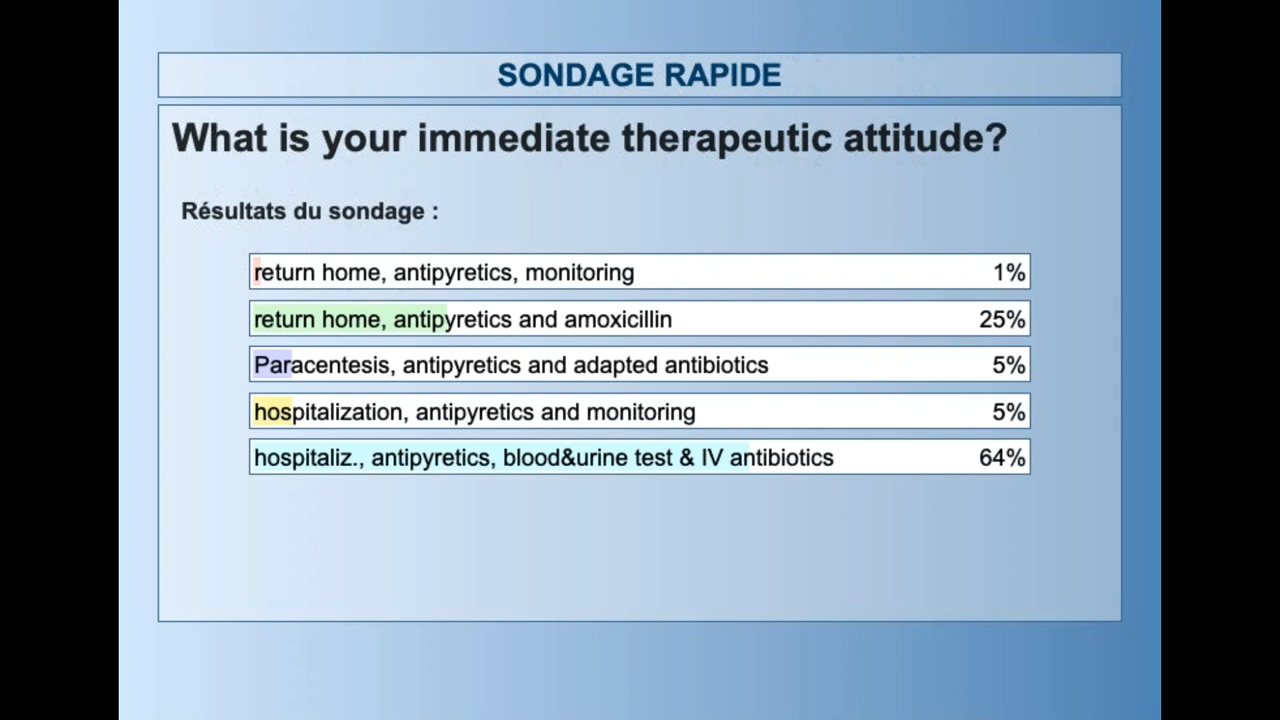 SONDAGE RAPIDE
What is your immediate therapeutic attitude?
Résultats du sondage :
return home, antipyretics, monitoring 1%
return home, antipyretics and amoxicillin 25%
Paracentesis, antipyretics and adapted antibiotics 5%
hospitalization, antipyretics and monitoring 5%
hospitaliz., antipyretics, blood&urine test & IV antibiotics 64%